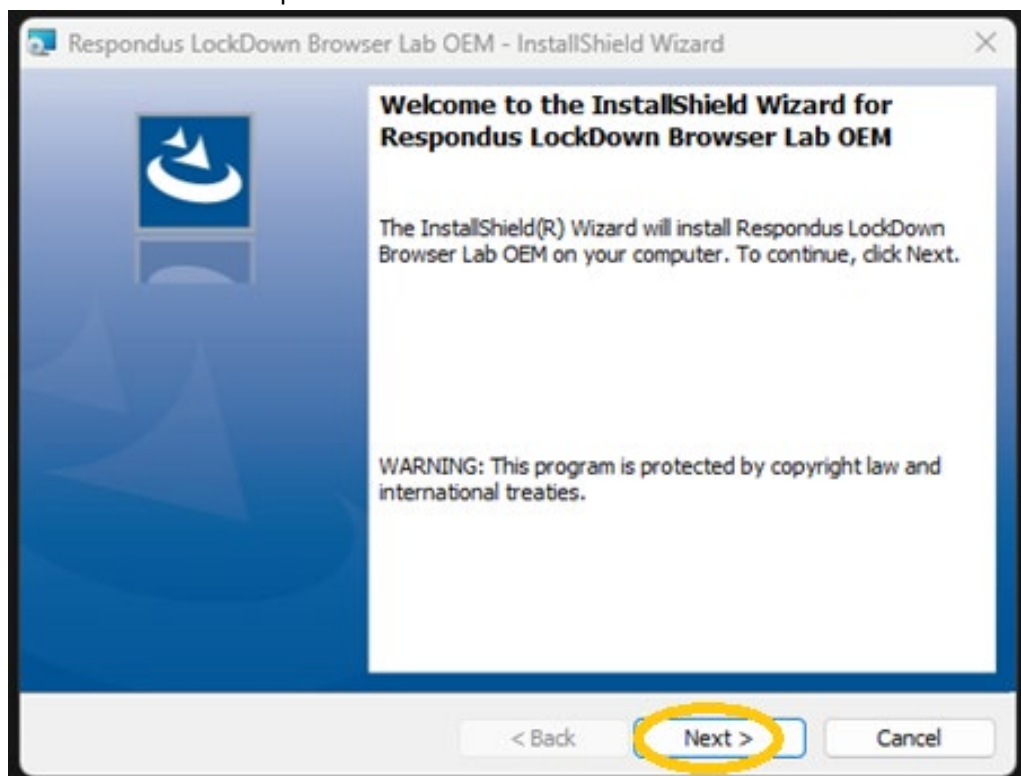 Respondus LockDown Browser Lab OEM - InstallShield Wizard
Welcome to the InstallShield Wizard for
Respondus LockDown Browser Lab OEM
The InstallShield(R) Wizard will install Respondus LockDown
Browser Lab OEM on your computer. To continue, click Next.
WARNING: This program is protected by copyright law and
international treaties.
< Back Next > Cancel